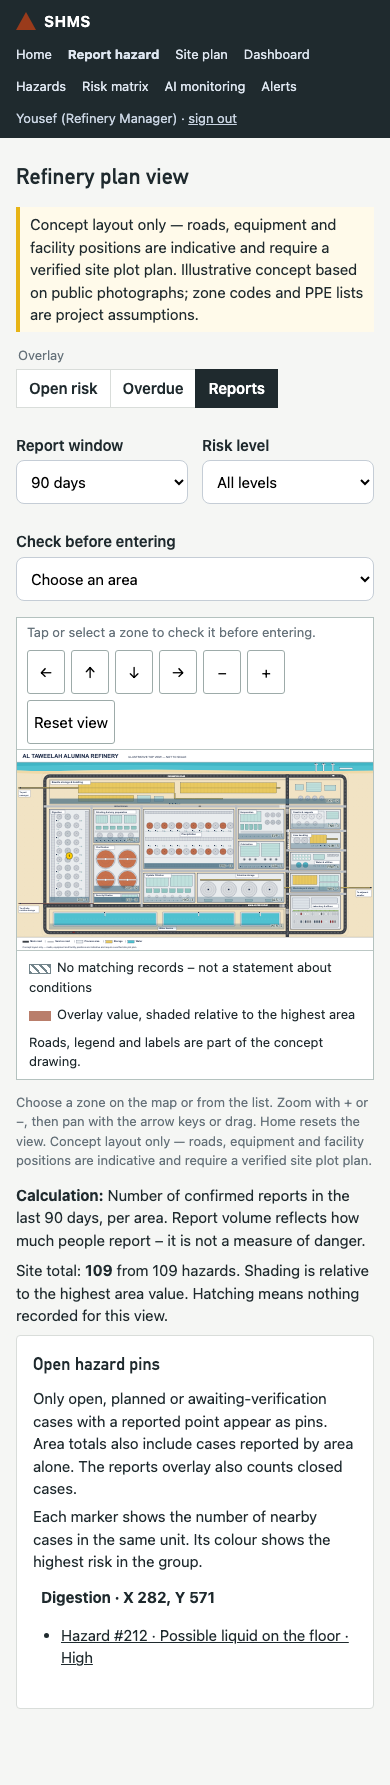 SHMS
Home Report hazard Site plan Dashboard
Hazards Risk matrix AI monitoring Alerts
Yousef (Refinery Manager) · sign out
Refinery plan view
Concept layout only — roads, equipment and
facility positions are indicative and require a
verified site plot plan. Illustrative concept based
on public photographs; zone codes and PPE lists
are project assumptions.
Overlay
Open risk Overdue Reports
Report window Risk level
90 days All levels
Check before entering
Choose an area
Tap or select a zone to check it before entering.
← ↑ ↓ → − +
Reset view
AL TAWEELAH ALUMINA REFINERY
No matching records – not a statement about
conditions
Overlay value, shaded relative to the highest area
Roads, legend and labels are part of the concept
drawing.
Choose a zone on the map or from the list. Zoom with + or
−, then pan with the arrow keys or drag. Home resets the
view. Concept layout only — roads, equipment and facility
positions are indicative and require a verified site plot plan.
Calculation: Number of confirmed reports in the
last 90 days, per area. Report volume reflects how
much people report – it is not a measure of danger.
Site total: 109 from 109 hazards. Shading is relative
to the highest area value. Hatching means nothing
recorded for this view.
Open hazard pins
Only open, planned or awaiting-verification
cases with a reported point appear as pins.
Area totals also include cases reported by area
alone. The reports overlay also counts closed
cases.
Each marker shows the number of nearby
cases in the same unit. Its colour shows the
highest risk in the group.
Digestion · X 282, Y 571
Hazard #212 · Possible liquid on the floor ·
High